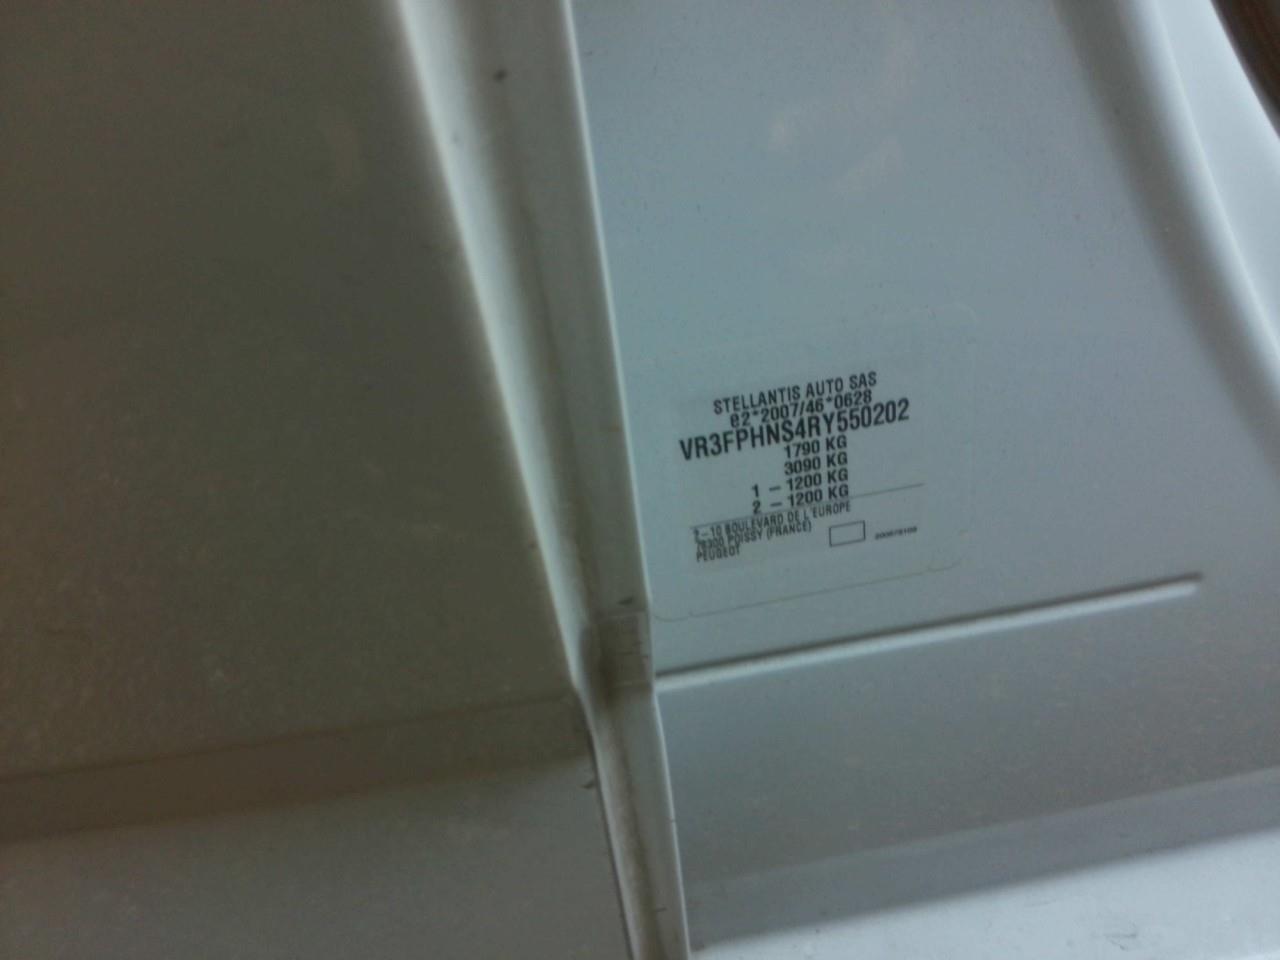 STELLANTIS AUTO SAS
e2*2007/46*0628
VR3FPHNS4RY550202
1790 KG
3090 KG
1 - 1200 KG
2 - 1200 KG
2-10 BOULEVARD DE L'EUROPE
78300 POISSY (FRANCE)
PEUGEOT